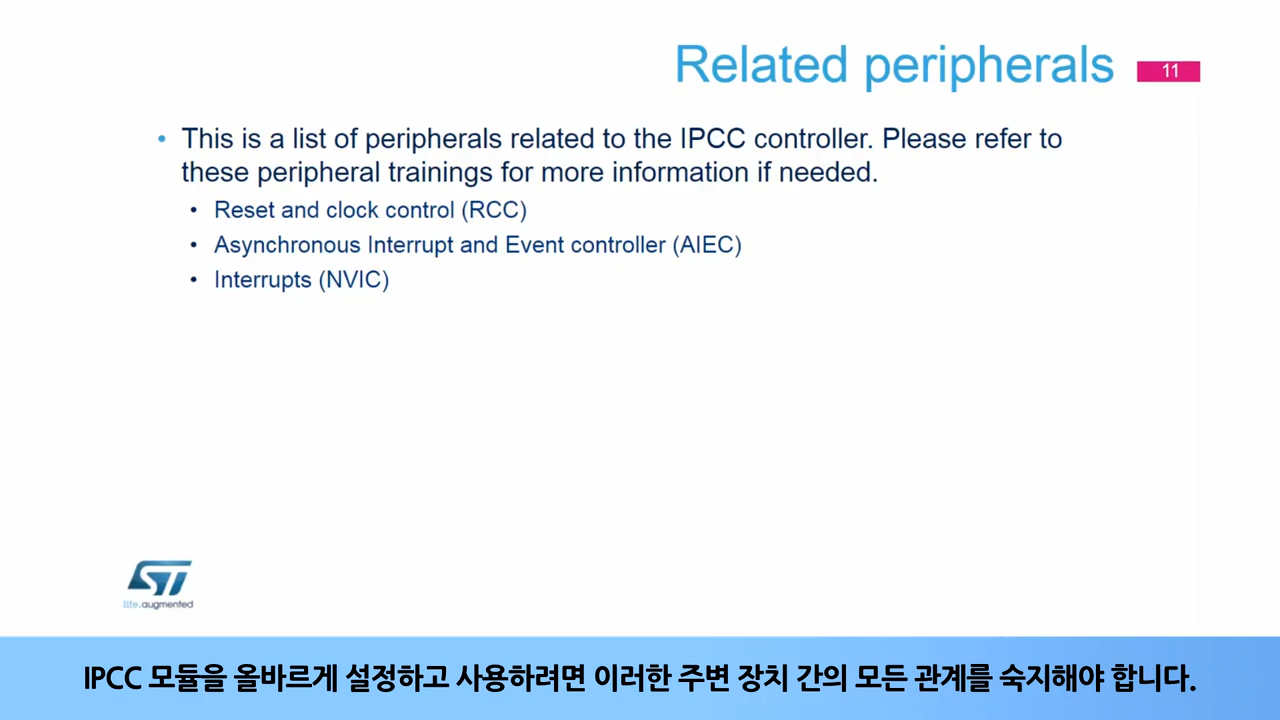 Related peripherals
11
• This is a list of peripherals related to the IPCC controller. Please refer to
these peripheral trainings for more information if needed.
• Reset and clock control (RCC)
• Asynchronous Interrupt and Event controller (AIEC)
• Interrupts (NVIC)
ST
life.augmented
IPCC 모듈을 올바르게 설정하고 사용하려면 이러한 주변 장치 간의 모든 관계를 숙지해야 합니다.